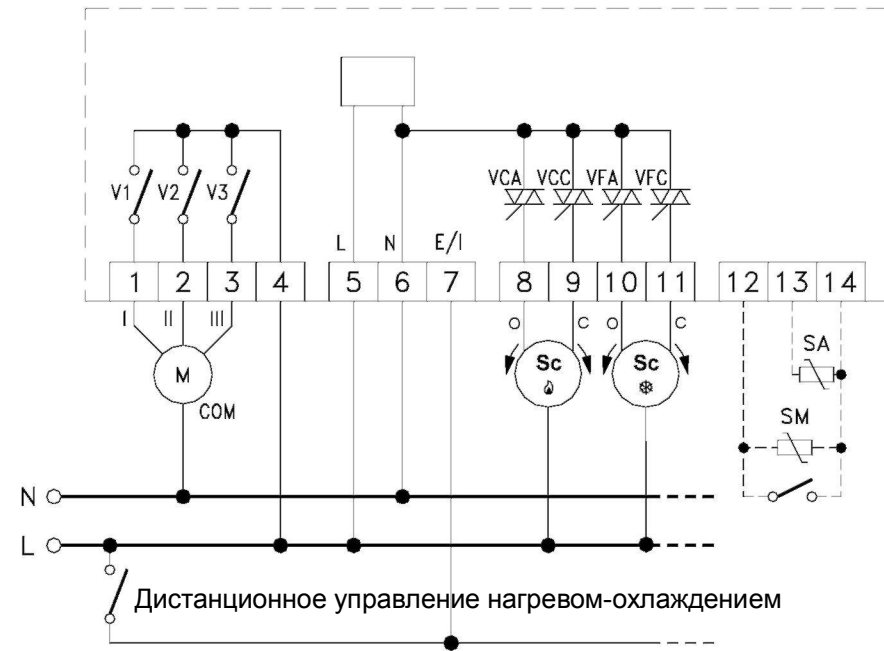 VCA VCC VFA VFC
V1 V2 V3
L N E/I
1 2 3 4 5 6 7 8 9 10 11 12 13 14
I II III O C O C
SA
M Sc Sc
COM SM
N
L
Дистанционное управление нагревом-охлаждением